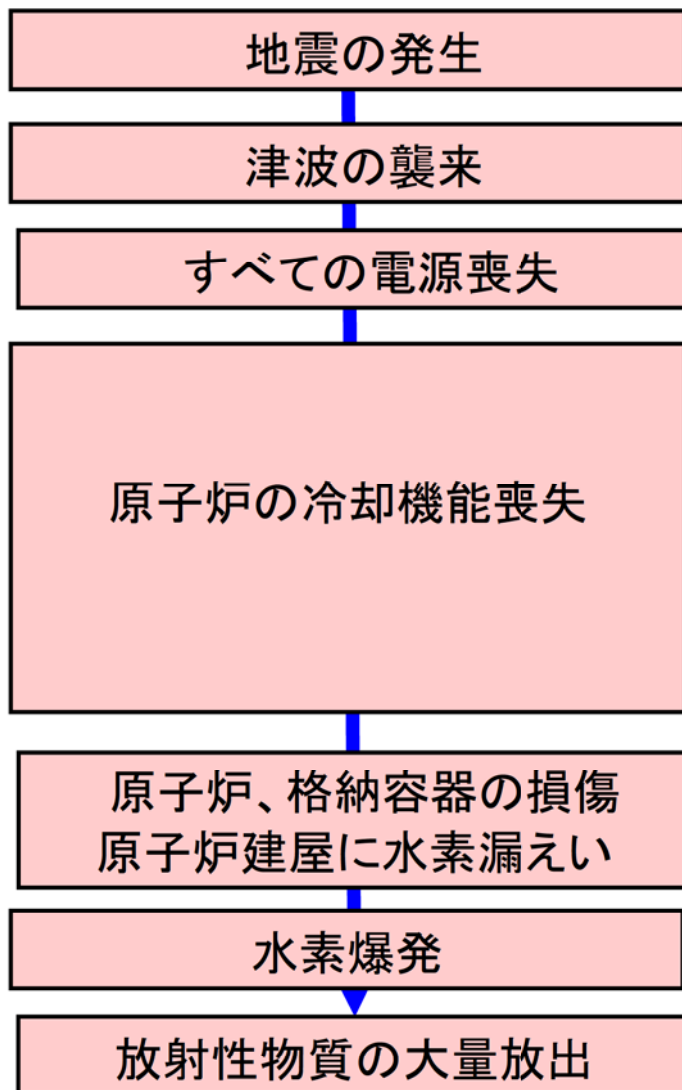 地震の発生
津波の襲来
すべての電源喪失
原子炉の冷却機能喪失
原子炉、格納容器の損傷
原子炉建屋に水素漏えい
水素爆発
放射性物質の大量放出